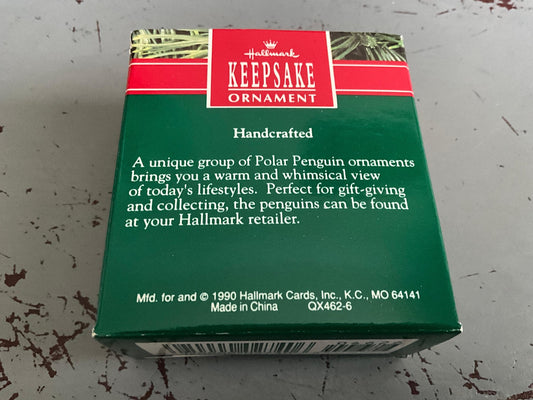 Hallmark
KEEPSAKE
ORNAMENT
Handcrafted
A unique group of Polar Penguin ornaments
brings you a warm and whimsical view
of today's lifestyles. Perfect for gift-giving
and collecting, the penguins can be found
at your Hallmark retailer.
Mfd. for and © 1990 Hallmark Cards, Inc., K.C., MO 64141
Made in China QX462-6